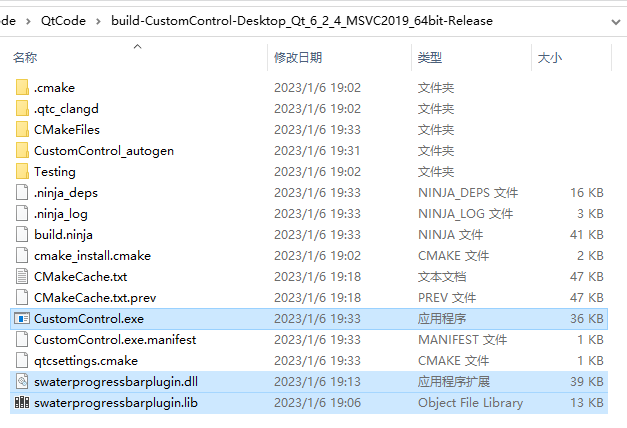 ode › QtCode › build-CustomControl-Desktop_Qt_6_2_4_MSVC2019_64bit-Release
名称 修改日期 类型 大小
.cmake 2023/1/6 19:02 文件夹
.qtc_clangd 2023/1/6 19:02 文件夹
CMakeFiles 2023/1/6 19:33 文件夹
CustomControl_autogen 2023/1/6 19:31 文件夹
Testing 2023/1/6 19:02 文件夹
.ninja_deps 2023/1/6 19:33 NINJA_DEPS 文件 16 KB
.ninja_log 2023/1/6 19:33 NINJA_LOG 文件 3 KB
build.ninja 2023/1/6 19:33 NINJA 文件 41 KB
cmake_install.cmake 2023/1/6 19:02 CMAKE 文件 2 KB
CMakeCache.txt 2023/1/6 19:18 文本文档 47 KB
CMakeCache.txt.prev 2023/1/6 19:18 PREV 文件 47 KB
CustomControl.exe 2023/1/6 19:33 应用程序 36 KB
CustomControl.exe.manifest 2023/1/6 19:33 MANIFEST 文件 1 KB
qtcsettings.cmake 2023/1/6 19:33 CMAKE 文件 1 KB
swaterprogressbarplugin.dll 2023/1/6 19:13 应用程序扩展 39 KB
swaterprogressbarplugin.lib 2023/1/6 19:06 Object File Library 13 KB